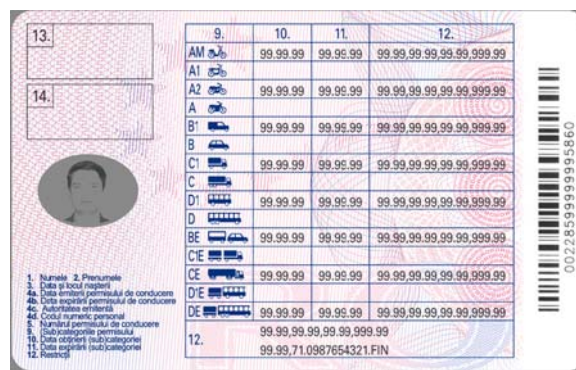 13.
14.
9. 10. 11. 12.
AM 99.99.99 99.99.99 99.99,99.99,99.99,999.99
A1
A2 99.99.99 99.99.99 99.99,99.99,99.99,999.99
A
B1 99.99.99 99.99.99 99.99,99.99,99.99,999.99
B
C1 99.99.99 99.99.99 99.99,99.99,99.99,999.99
C
D1 99.99.99 99.99.99 99.99,99.99,99.99,999.99
D
BE 99.99.99 99.99.99 99.99,99.99,99.99,999.99
C1E
CE 99.99.99 99.99.99 99.99,99.99,99.99,999.99
D1E
DE 99.99.99 99.99.99 99.99,99.99,99.99,999.99
12. 99.99,99.99,99.99,999.99
99.99,71.0987654321.FIN
1. Numele 2. Prenumele
3. Data și locul nașterii
4a. Data emiterii permisului de conducere
4b. Data expirării permisului de conducere
4c. Autoritatea emitentă
4d. Codul numeric personal
5. Numărul permisului de conducere
9. (Sub)categoriile permisului
10. Data obținerii (sub)categoriei
11. Data expirării (sub)categoriei
12. Restricții
0022859999999995860